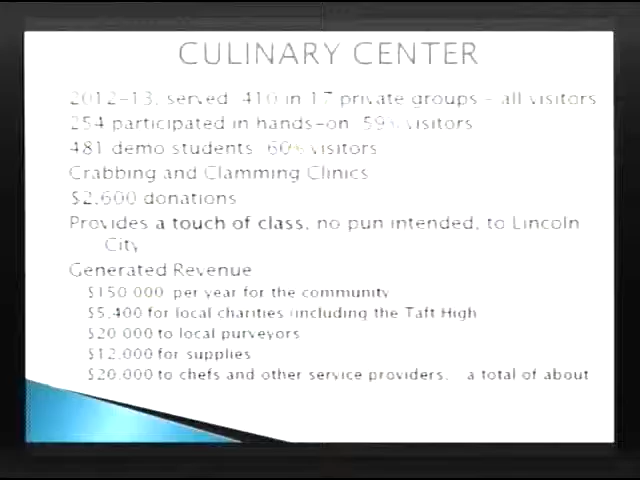 CULINARY CENTER
2012-13, served 410 in 17 private groups – all visitors
254 participated in hands-on 59% visitors
481 demo students 60% visitors
Crabbing and Clamming Clinics
$2,600 donations
Provides a touch of class, no pun intended, to Lincoln
City
Generated Revenue
$150,000 per year for the community
$5,400 for local charities (including the Taft High
$20,000 to local purveyors
$12,000 for supplies
$20,000 to chefs and other service providers, a total of about